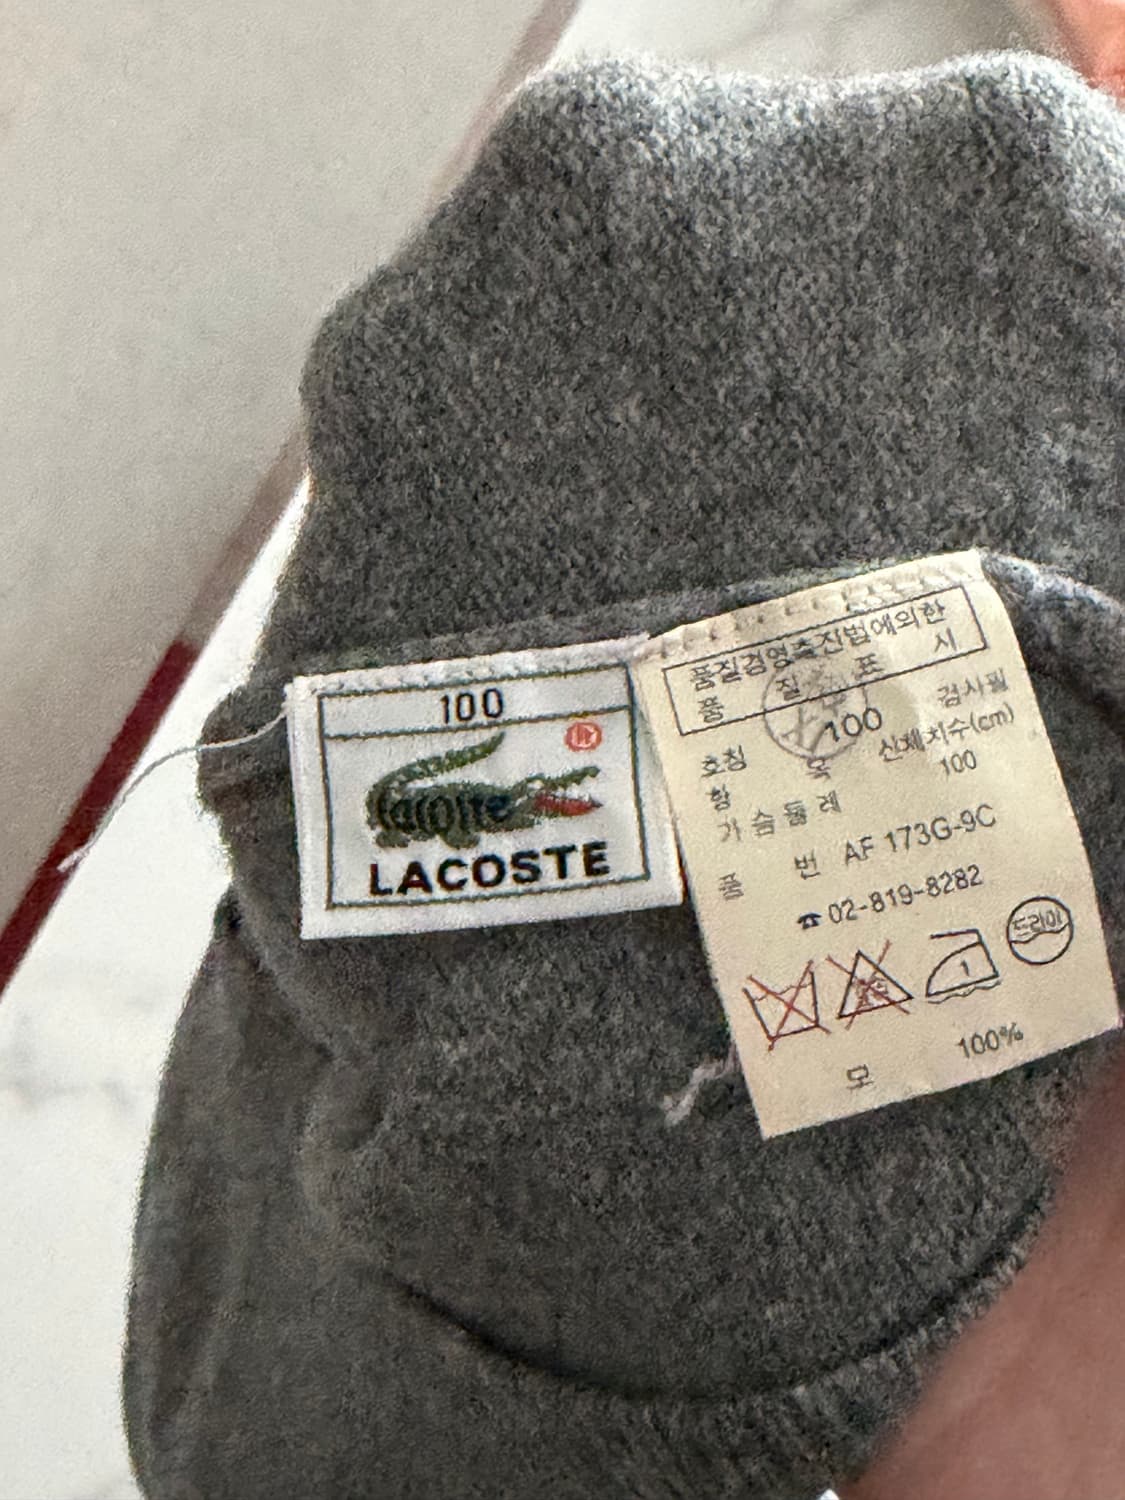 100
lacoste
LACOSTE
품질경영촉진법에의한
품 질 표 시
검사필
호칭 100
항 목 신체치수(cm)
가슴둘레 100
품 번 AF 173G-9C
☎ 02-819-8282
드라이
1
모 100%